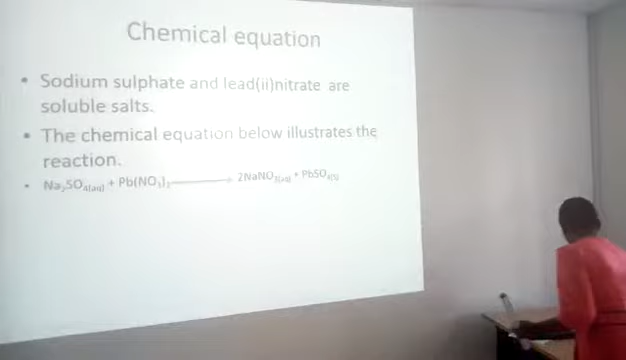 Chemical equation
• Sodium sulphate and lead(ii)nitrate are
soluble salts.
• The chemical equation below illustrates the
reaction.
• Na₂SO₄₍ₐq₎ + Pb(NO₃)₂ ⟶ 2NaNO₃₍ₐq₎ + PbSO₄₍ₛ₎